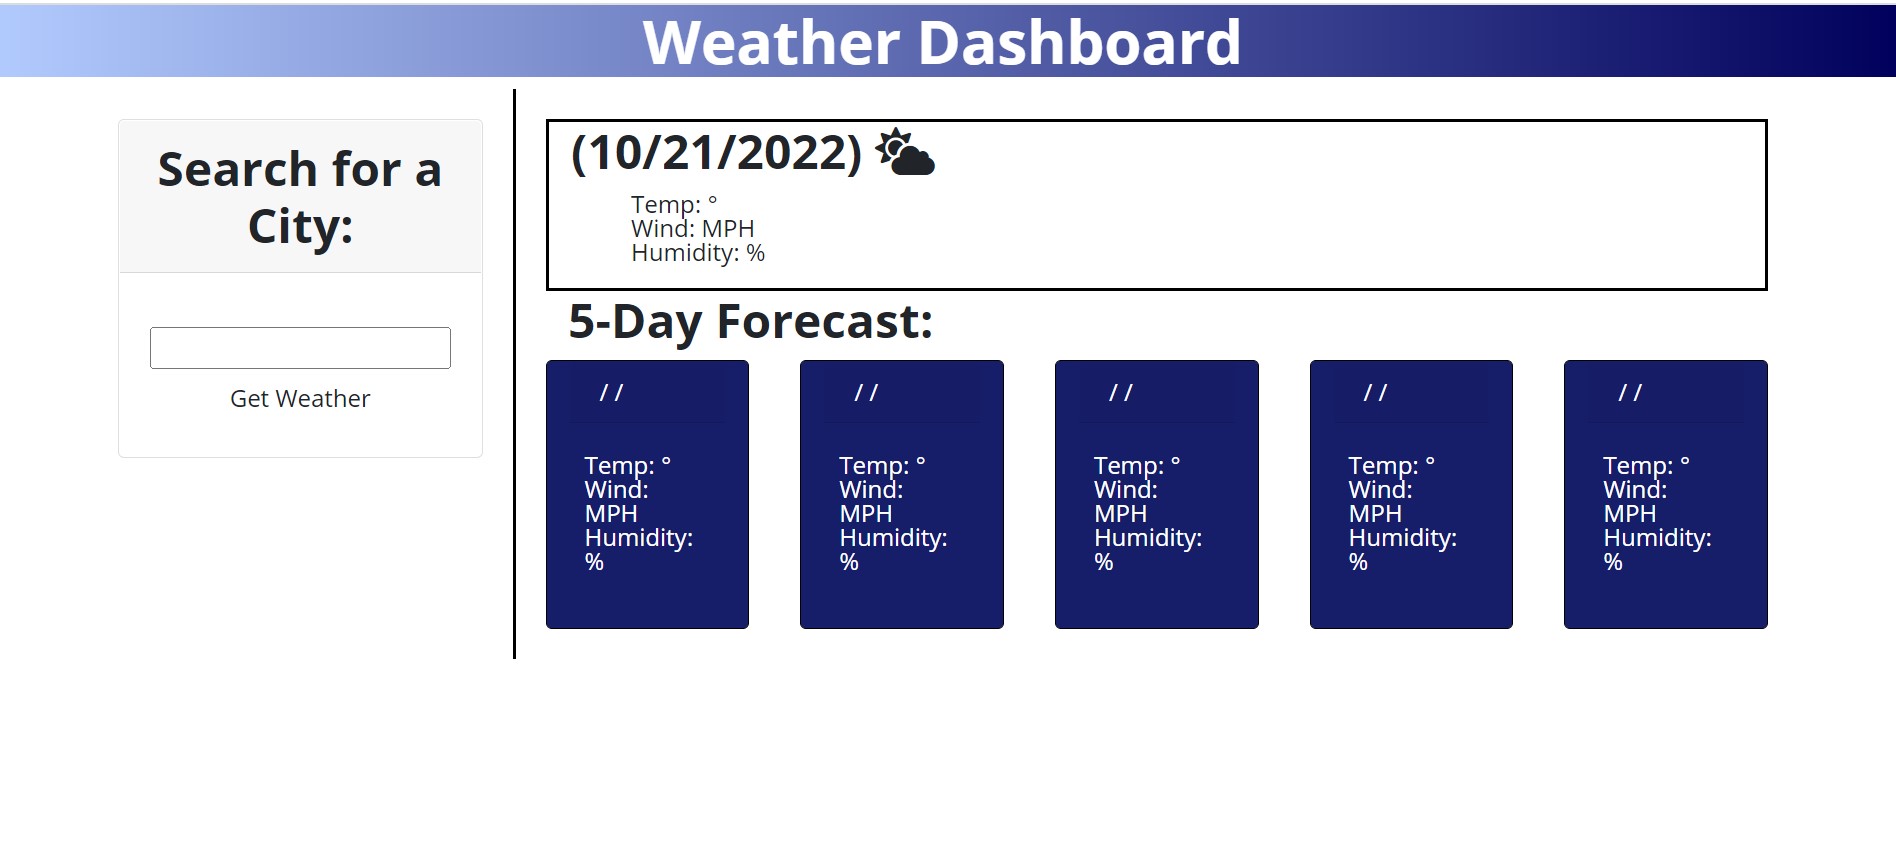 Weather Dashboard
Search for a
City:
Get Weather
(10/21/2022)
Temp: °
Wind: MPH
Humidity: %
5-Day Forecast:
/ /
Temp: °
Wind:
MPH
Humidity:
%
/ /
Temp: °
Wind:
MPH
Humidity:
%
/ /
Temp: °
Wind:
MPH
Humidity:
%
/ /
Temp: °
Wind:
MPH
Humidity:
%
/ /
Temp: °
Wind:
MPH
Humidity:
%